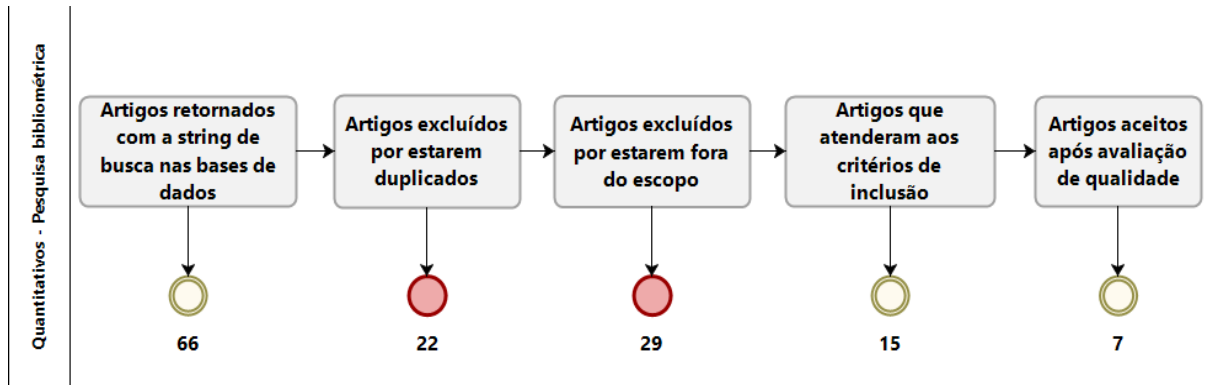 Quantitativos - Pesquisa bibliométrica
Artigos retornados
com a string de
busca nas bases de
dados
Artigos excluídos
por estarem
duplicados
Artigos excluídos
por estarem fora
do escopo
Artigos que
atenderam aos
critérios de
inclusão
Artigos aceitos
após avaliação
de qualidade
66
22
29
15
7